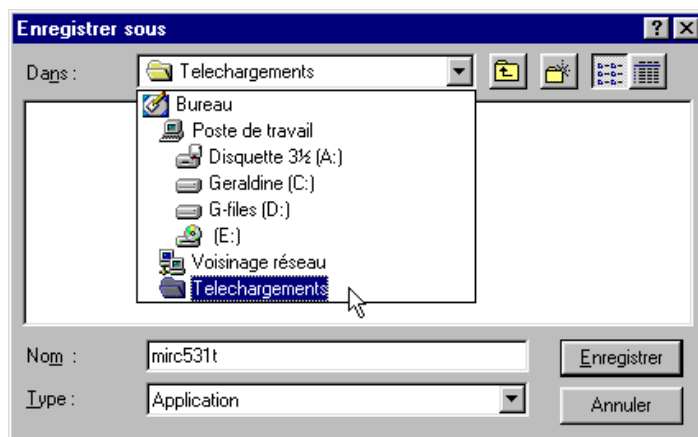 Enregistrer sous
Dans : Telechargements
Bureau
Poste de travail
Disquette 3½ (A:)
Geraldine (C:)
G-files (D:)
(E:)
Voisinage réseau
Telechargements
Nom : mirc531t Enregistrer
Type : Application Annuler